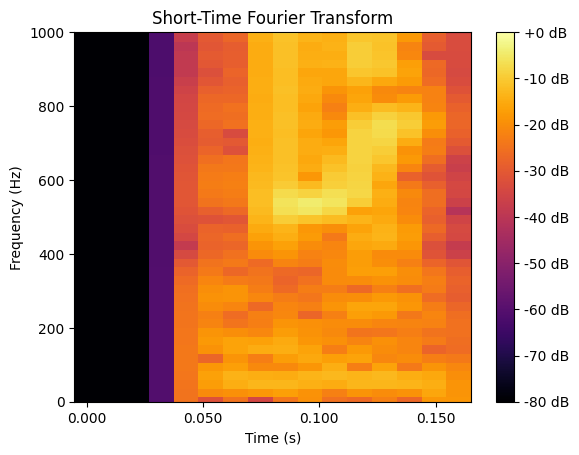 Short-Time Fourier Transform
1000
800
600
400
200
0
Frequency (Hz)
0.000
0.050
0.100
0.150
Time (s)
+0 dB
-10 dB
-20 dB
-30 dB
-40 dB
-50 dB
-60 dB
-70 dB
-80 dB